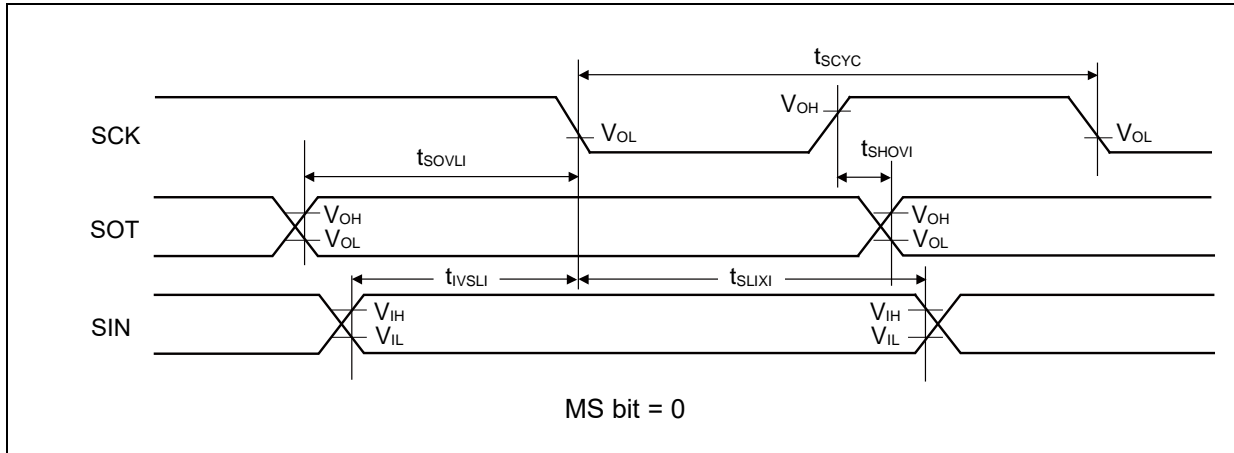 tSCYC
SCK VOL VOH VOL
tSOVLI tSHOVI
SOT VOH VOL VOH VOL
tIVSLI tSLIXI
SIN VIH VIL VIH VIL
MS bit = 0